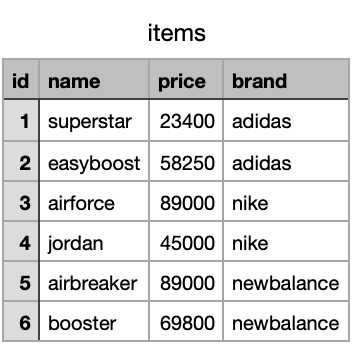 items
id name price brand
1 superstar 23400 adidas
2 easyboost 58250 adidas
3 airforce 89000 nike
4 jordan 45000 nike
5 airbreaker 89000 newbalance
6 booster 69800 newbalance